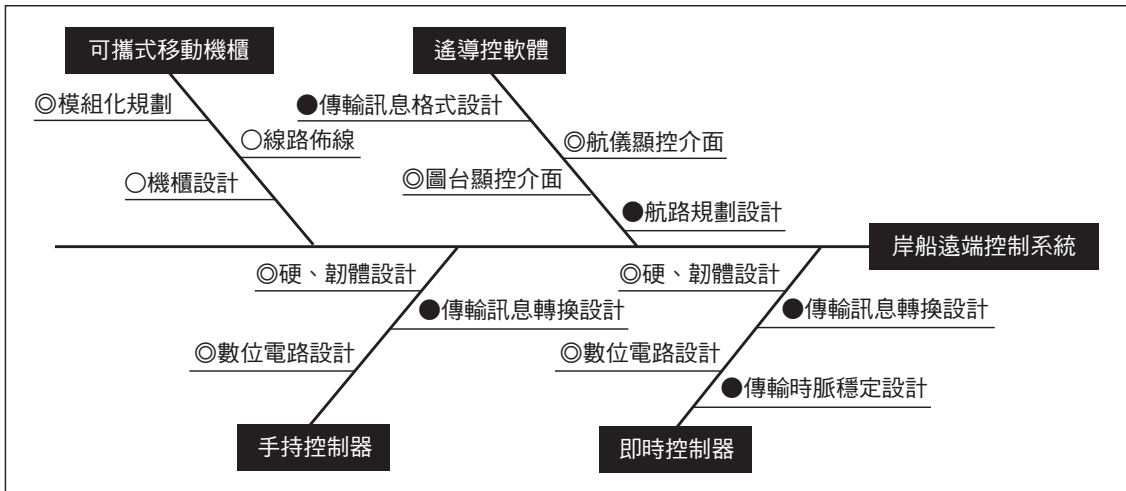 可攜式移動機櫃
遙導控軟體
◎模組化規劃
●傳輸訊息格式設計
○線路佈線
◎航儀顯控介面
○機櫃設計
◎圖台顯控介面
●航路規劃設計
岸船遠端控制系統
◎硬、韌體設計
◎硬、韌體設計
●傳輸訊息轉換設計
●傳輸訊息轉換設計
◎數位電路設計
◎數位電路設計
●傳輸時脈穩定設計
手持控制器
即時控制器